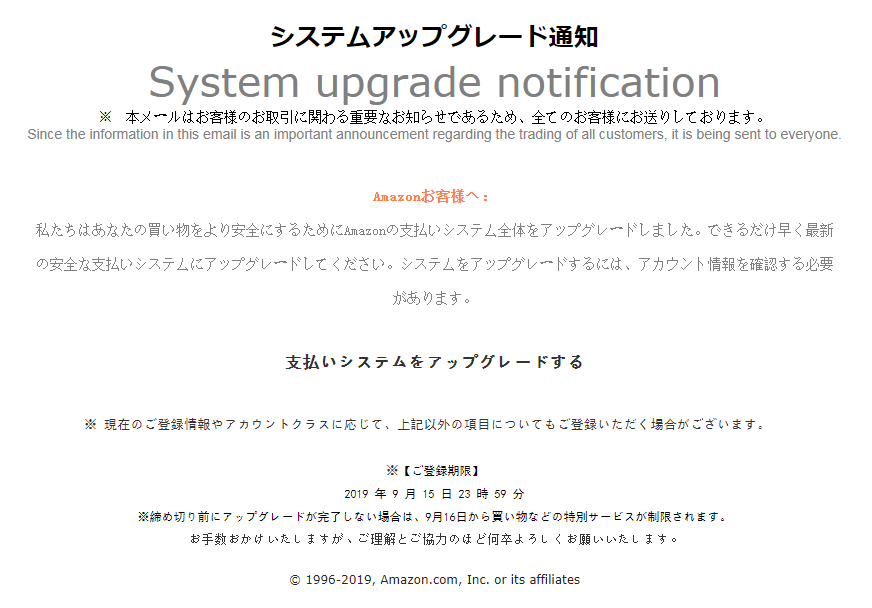 システムアップグレード通知
System upgrade notification
※　本メールはお客様のお取引に関わる重要なお知らせであるため、全てのお客様にお送りしております。
Since the information in this email is an important announcement regarding the trading of all customers, it is being sent to everyone.
Amazonお客様へ：
私たちはあなたの買い物をより安全にするためにAmazonの支払いシステム全体をアップグレードしました。できるだけ早く最新
の安全な支払いシステムにアップグレードしてください。システムをアップグレードするには、アカウント情報を確認する必要
があります。
支払いシステムをアップグレードする
※ 現在のご登録情報やアカウントクラスに応じて、上記以外の項目についてもご登録いただく場合がございます。
※【ご登録期限】
2019 年 9 月 15 日 23 時 59 分
※締め切り前にアップグレードが完了しない場合は、9月16日から買い物などの特別サービスが制限されます。
お手数おかけいたしますが、ご理解とご協力のほど何卒よろしくお願いいたします。
© 1996-2019, Amazon.com, Inc. or its affiliates